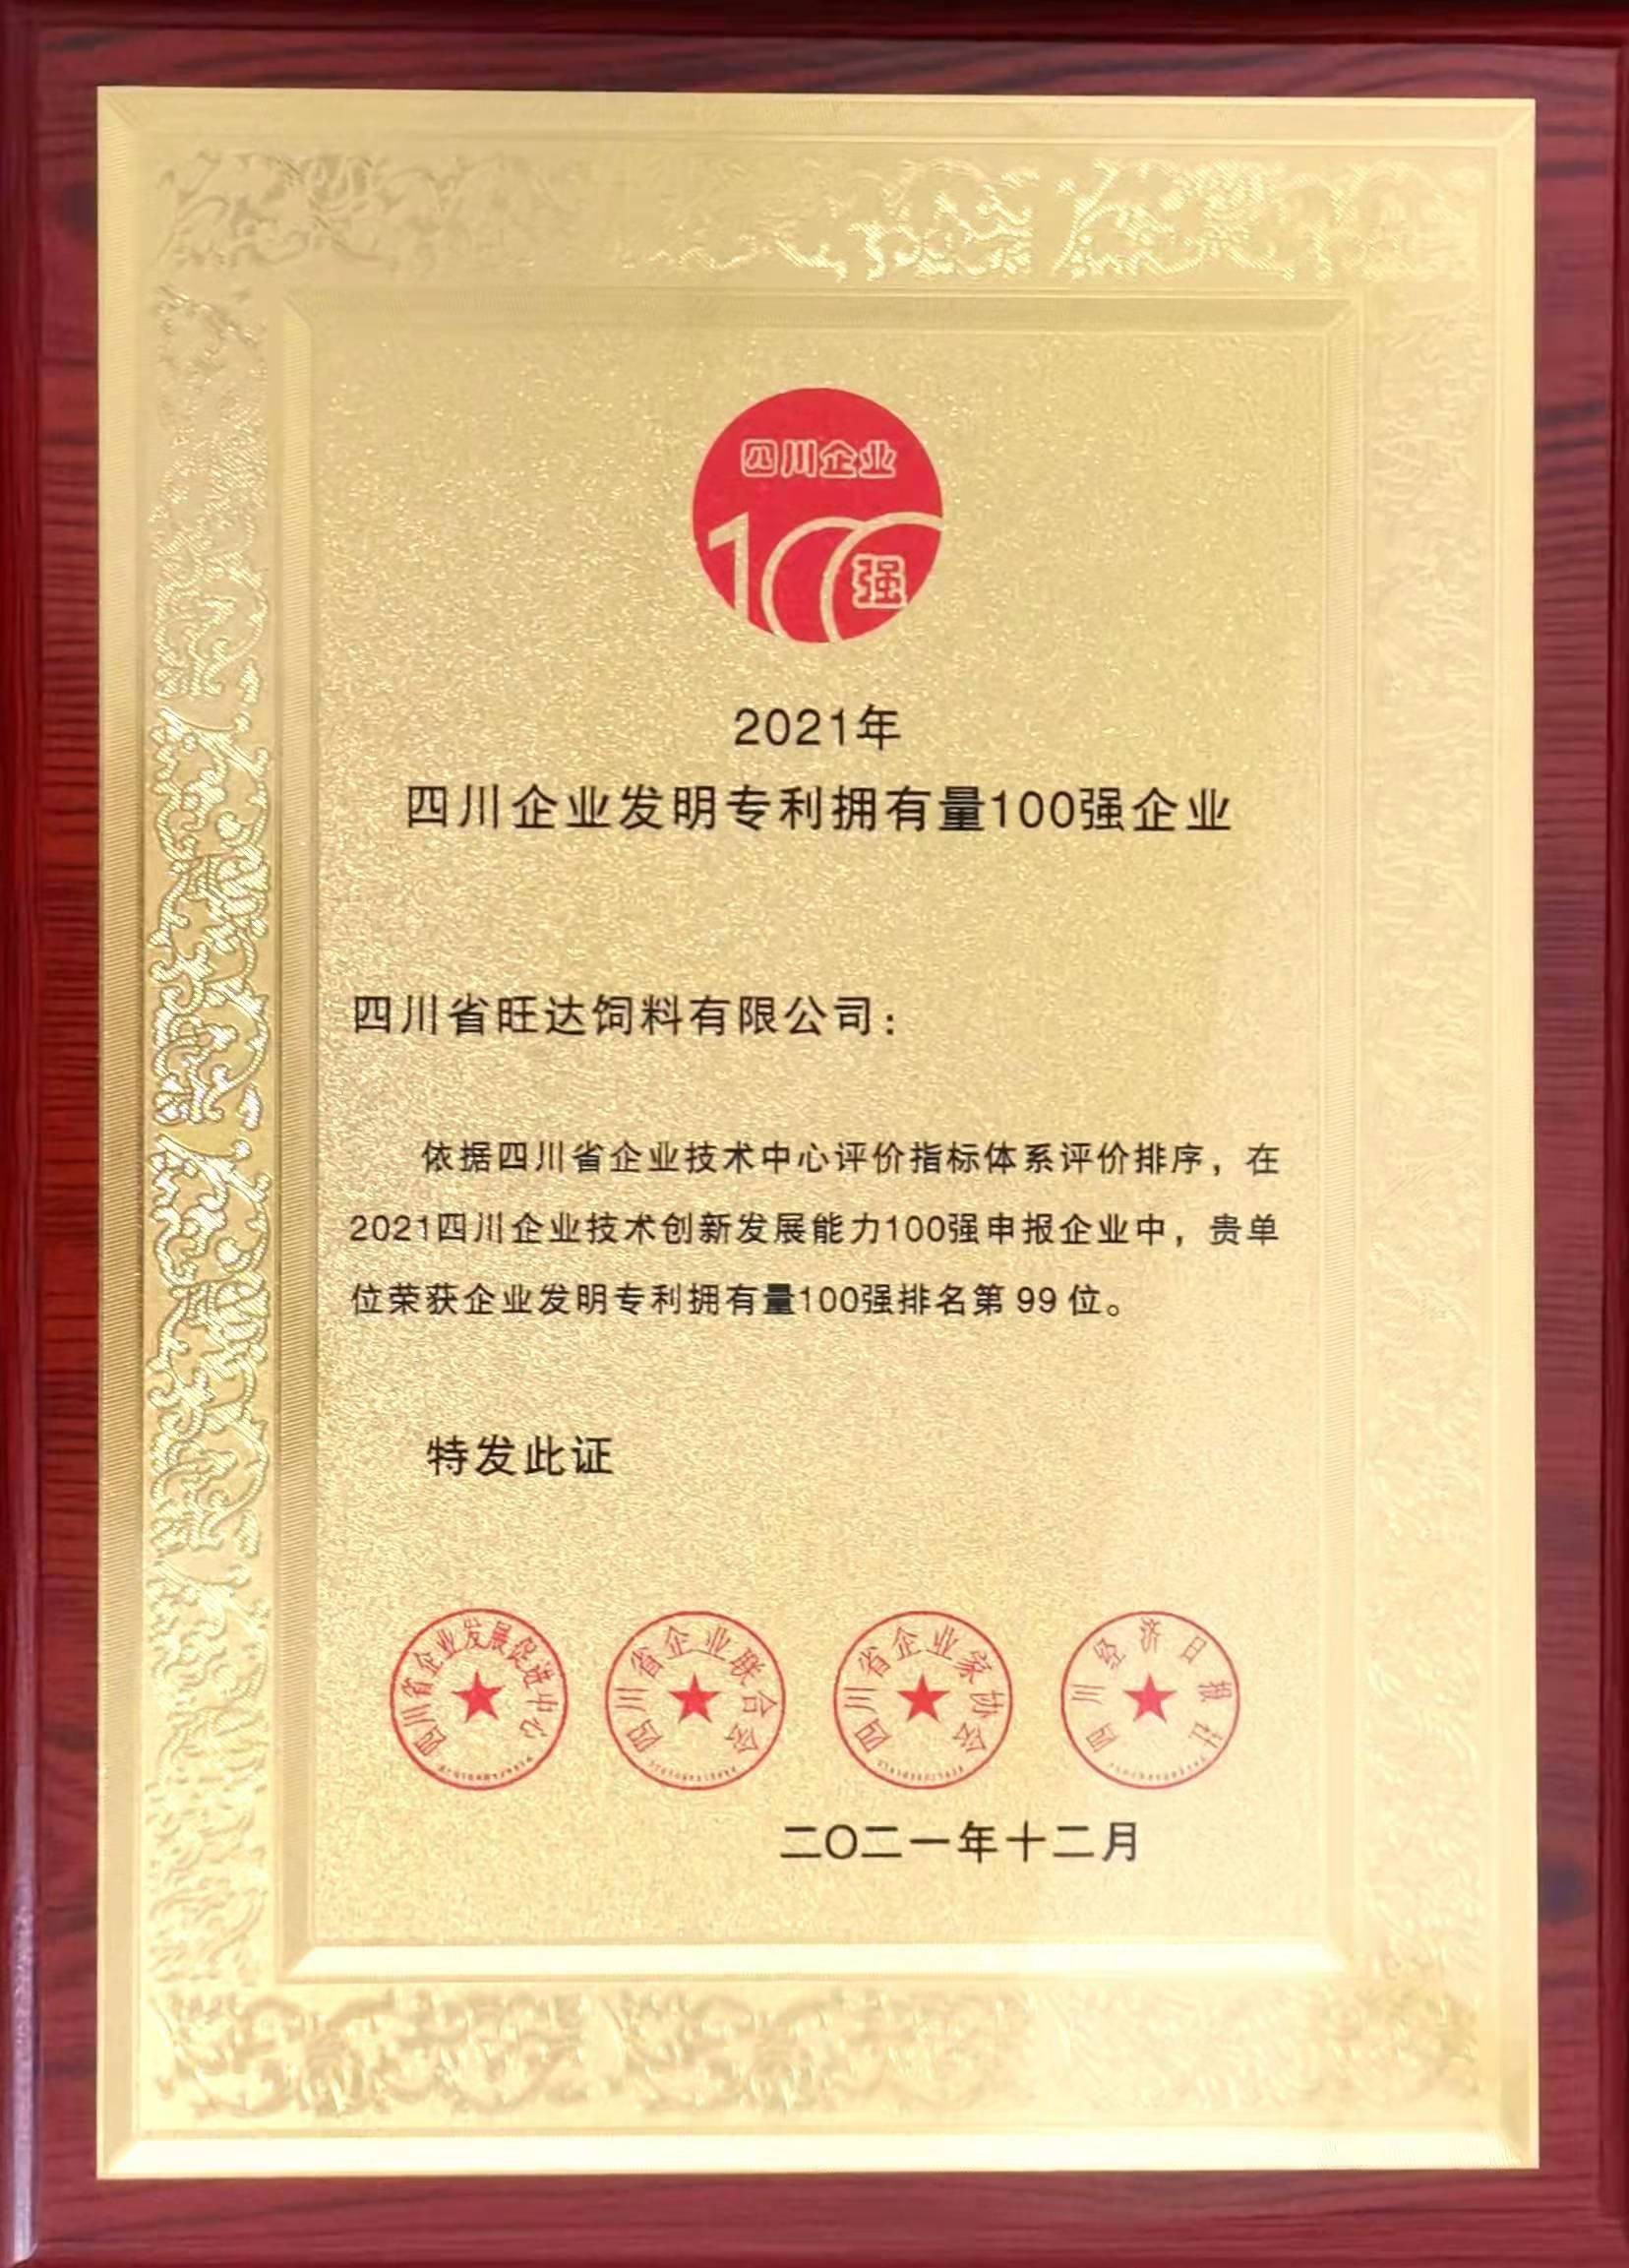 四川企业
100强
2021年
四川企业发明专利拥有量100强企业
四川省旺达饲料有限公司：
依据四川省企业技术中心评价指标体系评价排序，在
2021四川企业技术创新发展能力100强申报企业中，贵单
位荣获企业发明专利拥有量100强排名第 99 位。
特发此证
四川省企业发展促进中心
四川省企业联合会
四川省企业家协会
四川经济日报社
二〇二一年十二月